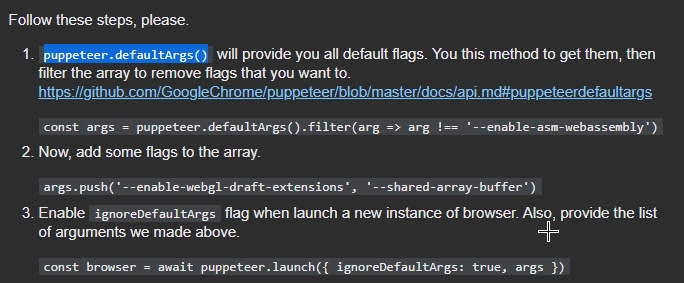 Follow these steps, please.
1. puppeteer.defaultArgs() will provide you all default flags. You this method to get them, then
filter the array to remove flags that you want to.
https://github.com/GoogleChrome/puppeteer/blob/master/docs/api.md#puppeteerdefaultargs
const args = puppeteer.defaultArgs().filter(arg => arg !== '--enable-asm-webassembly')
2. Now, add some flags to the array.
args.push('--enable-webgl-draft-extensions', '--shared-array-buffer')
3. Enable ignoreDefaultArgs flag when launch a new instance of browser. Also, provide the list
of arguments we made above.
const browser = await puppeteer.launch({ ignoreDefaultArgs: true, args })